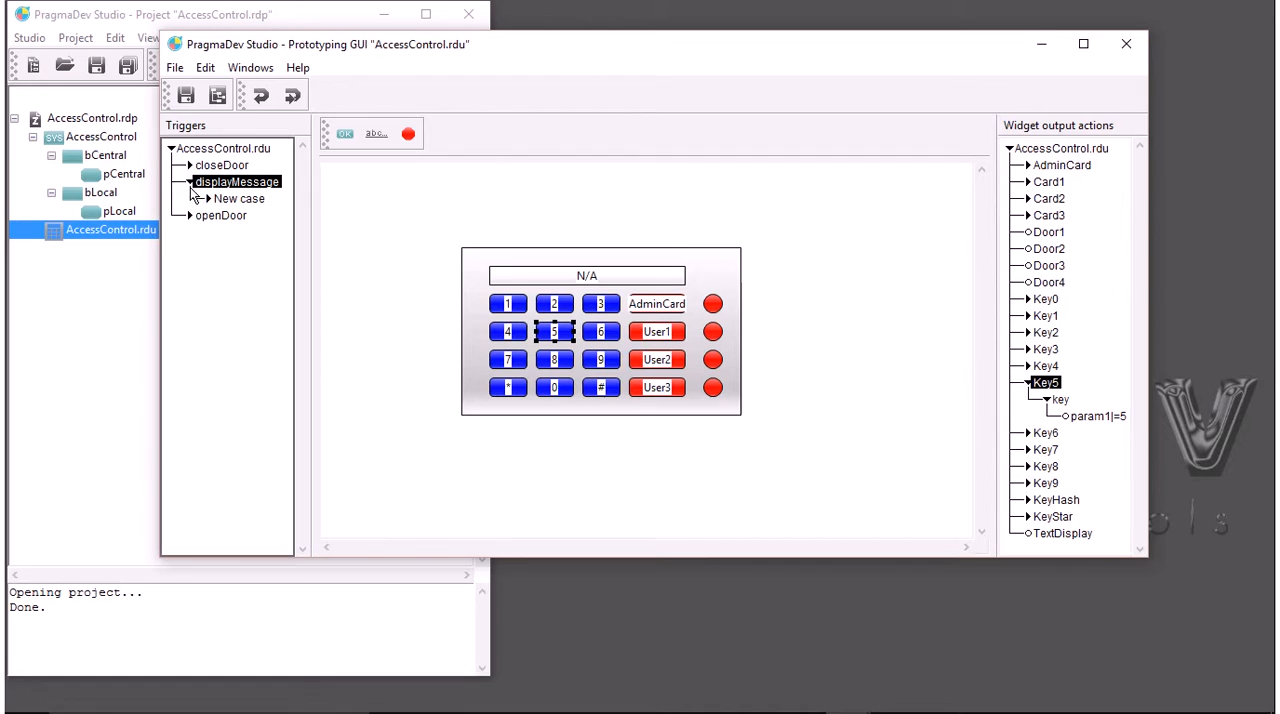 PragmaDev Studio - Project "AccessControl.rdp"
Studio Project Edit View
AccessControl.rdp
AccessControl
bCentral
pCentral
bLocal
pLocal
AccessControl.rdu
Opening project...
Done.
PragmaDev Studio - Prototyping GUI "AccessControl.rdu"
File Edit Windows Help
Triggers
AccessControl.rdu
closeDoor
displayMessage
New case
openDoor
OK abc..
N/A
1 2 3 AdminCard
4 5 6 User1
7 8 9 User2
* 0 # User3
Widget output actions
AccessControl.rdu
AdminCard
Card1
Card2
Card3
Door1
Door2
Door3
Door4
Key0
Key1
Key2
Key3
Key4
Key5
key
param1|=5
Key6
Key7
Key8
Key9
KeyHash
KeyStar
TextDisplay